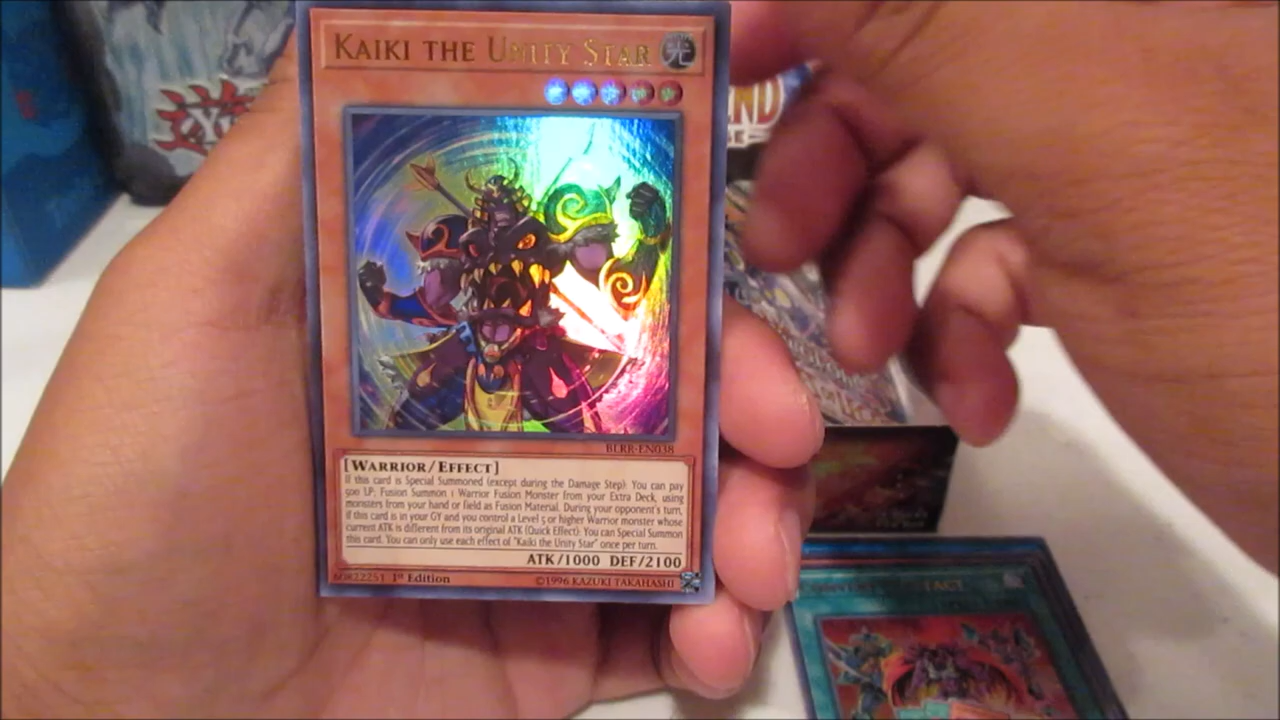 KAIKI THE UNITY STAR
光
BLRR-EN038
[WARRIOR/EFFECT]
If this card is Special Summoned (except during the Damage Step): You can pay
500 LP; Fusion Summon 1 Warrior Fusion Monster from your Extra Deck, using
monsters from your hand or field as Fusion Material. During your opponent's turn,
if this card is in your GY and you control a Level 5 or higher Warrior monster whose
current ATK is different from its original ATK (Quick Effect): You can Special Summon
this card. You can only use each effect of "Kaiki the Unity Star" once per turn.
ATK/1000 DEF/2100
1st Edition
©1996 KAZUKI TAKAHASHI